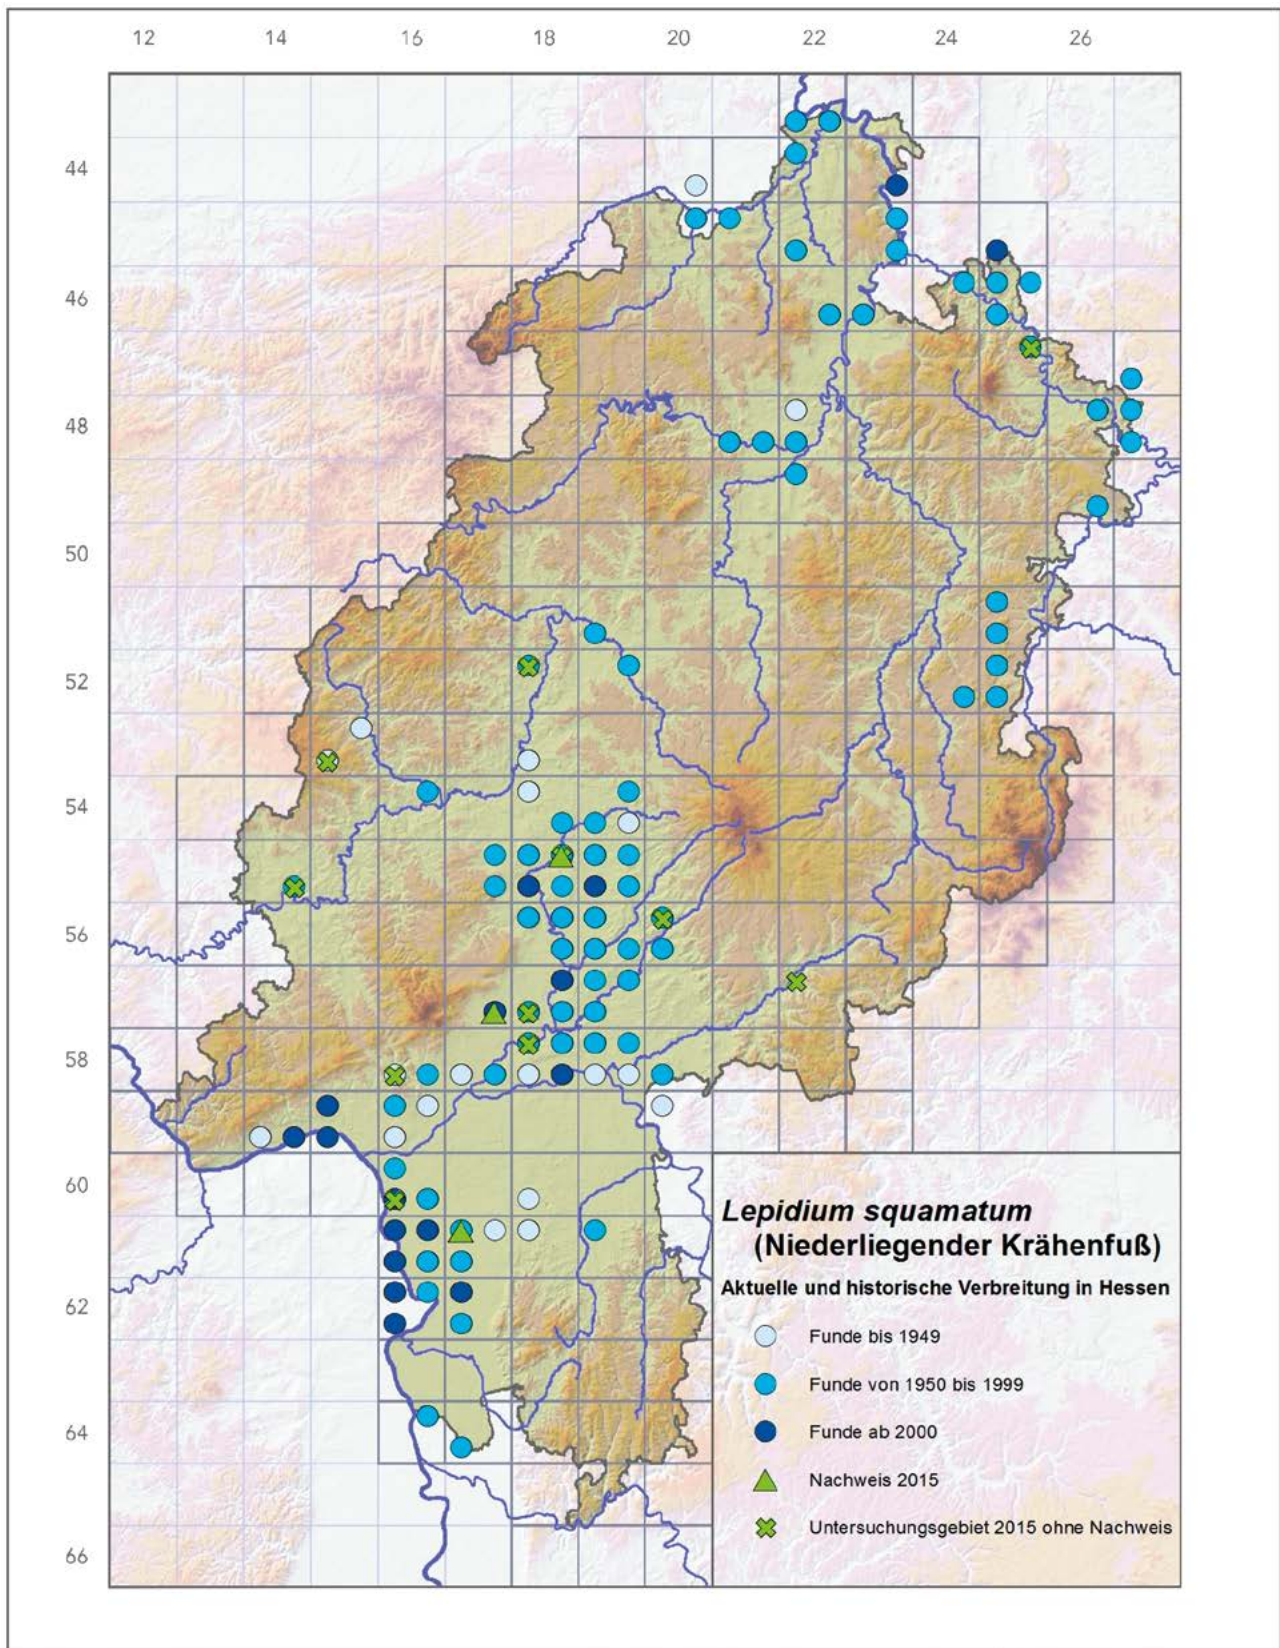 12 14 16 18 20 22 24 26
44
46
48
50
52
54
56
58
60
62
64
66
Lepidium squamatum
(Niederliegender Krähenfuß)
Aktuelle und historische Verbreitung in Hessen
Funde bis 1949
Funde von 1950 bis 1999
Funde ab 2000
Nachweis 2015
Untersuchungsgebiet 2015 ohne Nachweis